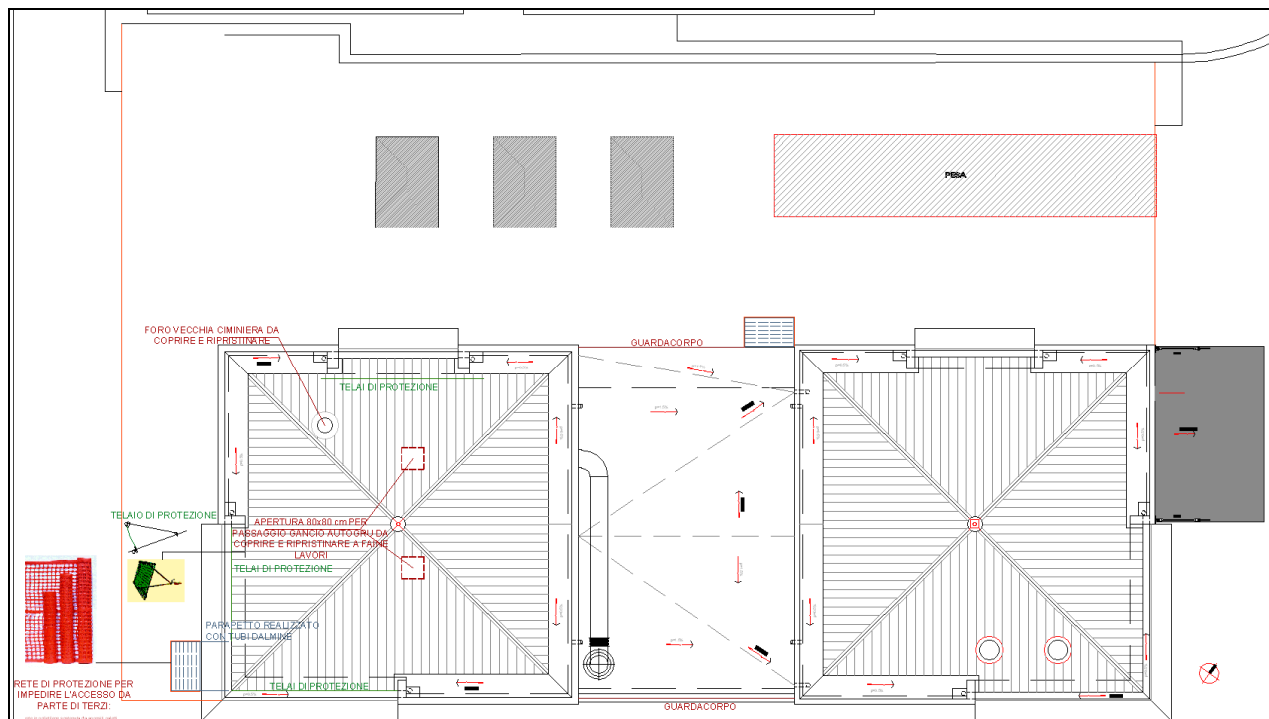 PESA
FORO VECCHIA CIMINIERA DA
COPRIRE E RIPRISTINARE
GUARDACORPO
TELAI DI PROTEZIONE
TELAIO DI PROTEZIONE
APERTURA 80x80 cm PER
PASSAGGIO GANCIO AUTOGRU DA
COPRIRE E RIPRISTINARE A FAINE
LAVORI
TELAI DI PROTEZIONE
PARAPETTO REALIZZATO
CON TUBI DALMINE
RETE DI PROTEZIONE PER
IMPEDIRE L'ACCESSO DA
PARTE DI TERZI:
TELAI DI PROTEZIONE
GUARDACORPO